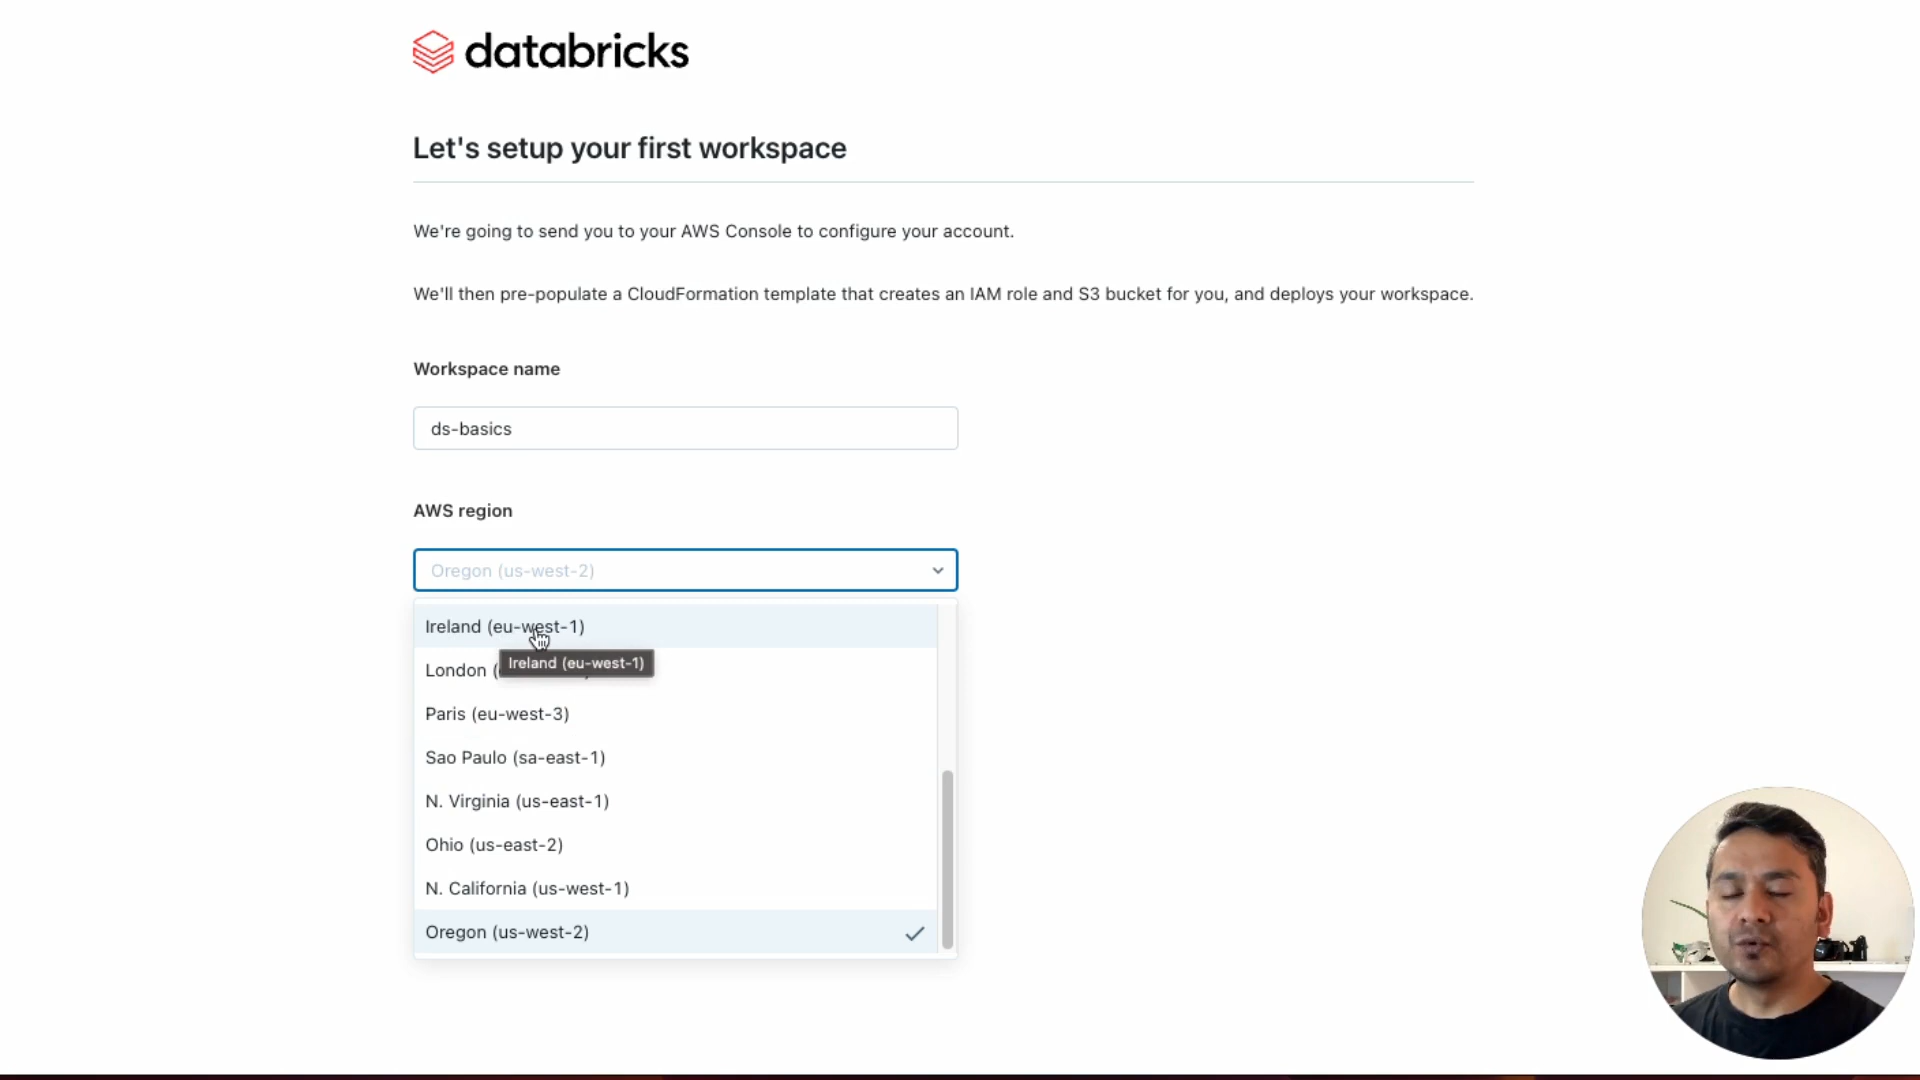 databricks
Let's setup your first workspace
We're going to send you to your AWS Console to configure your account.
We'll then pre-populate a CloudFormation template that creates an IAM role and S3 bucket for you, and deploys your workspace.
Workspace name
ds-basics
AWS region
Oregon (us-west-2)
Ireland (eu-west-1)
Ireland (eu-west-1)
London (
Paris (eu-west-3)
Sao Paulo (sa-east-1)
N. Virginia (us-east-1)
Ohio (us-east-2)
N. California (us-west-1)
Oregon (us-west-2)